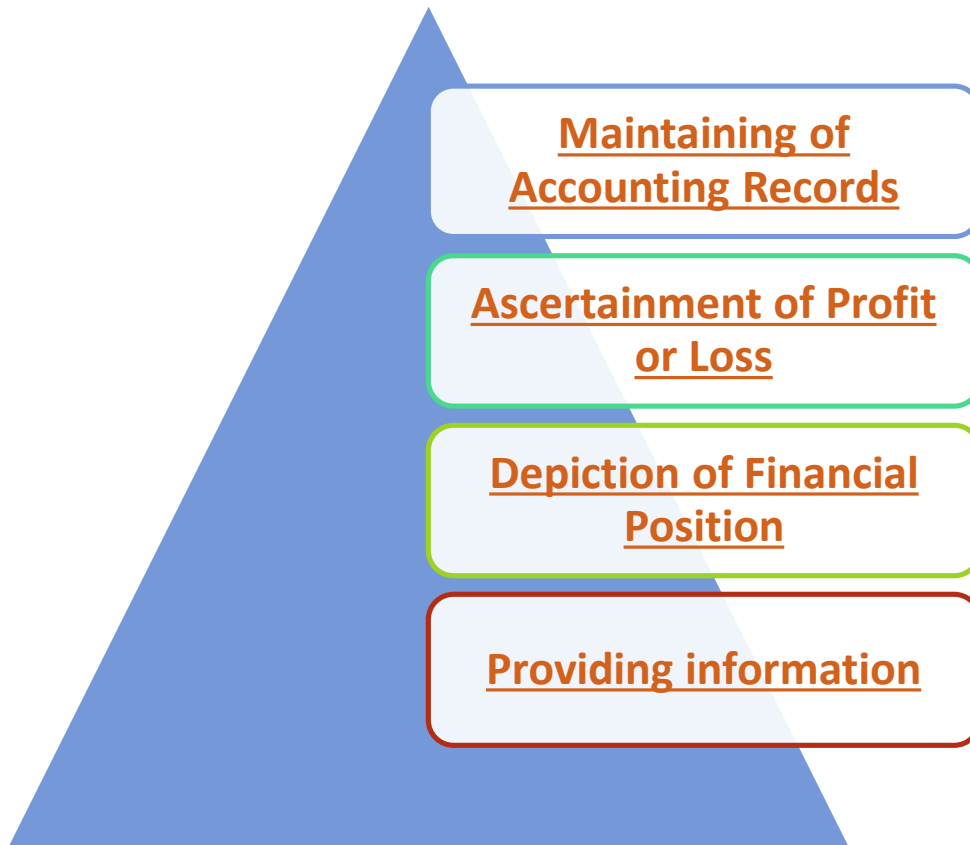 Maintaining of
Accounting Records
Ascertainment of Profit
or Loss
Depiction of Financial
Position
Providing information